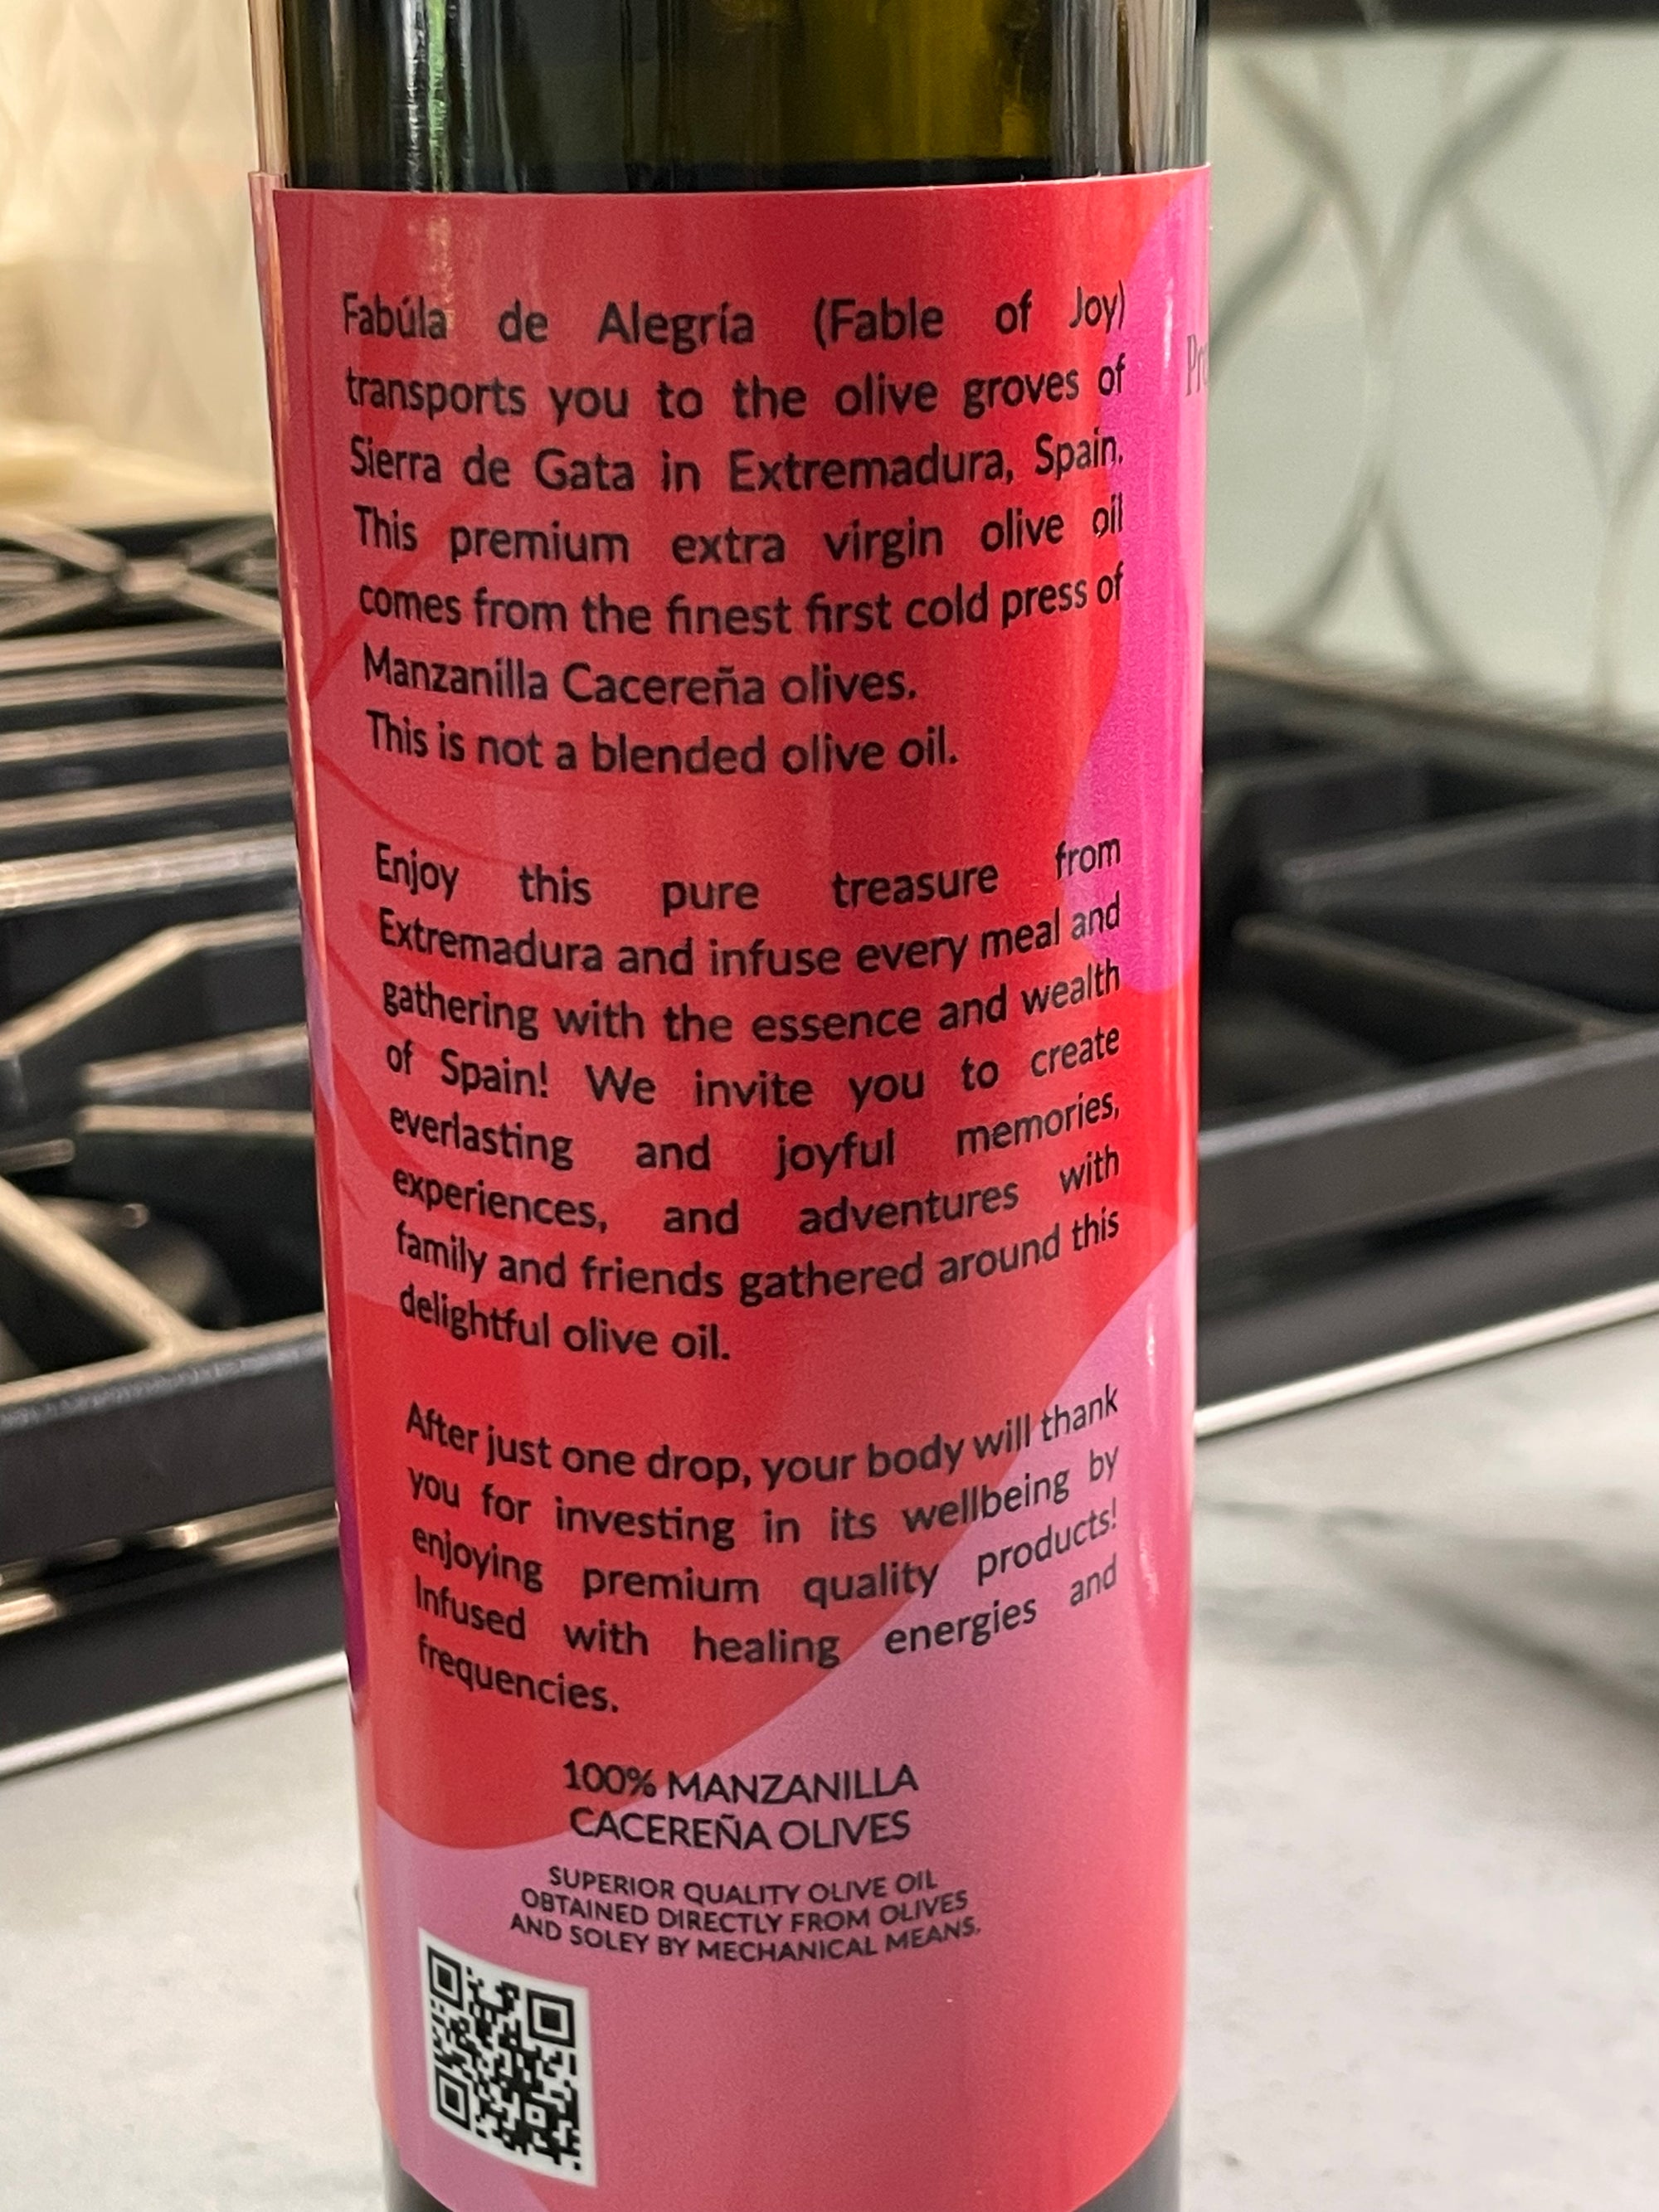 Fabúla de Alegría (Fable of Joy)
transports you to the olive groves of
Sierra de Gata in Extremadura, Spain.
This premium extra virgin olive oil
comes from the finest first cold press of
Manzanilla Cacereña olives.
This is not a blended olive oil.
Enjoy this pure treasure from
Extremadura and infuse every meal and
gathering with the essence and wealth
of Spain! We invite you to create
everlasting and joyful memories,
experiences, and adventures with
family and friends gathered around this
delightful olive oil.
After just one drop, your body will thank
you for investing in its wellbeing by
enjoying premium quality products!
Infused with healing energies and
frequencies.
100% MANZANILLA
CACEREÑA OLIVES
SUPERIOR QUALITY OLIVE OIL
OBTAINED DIRECTLY FROM OLIVES
AND SOLEY BY MECHANICAL MEANS.